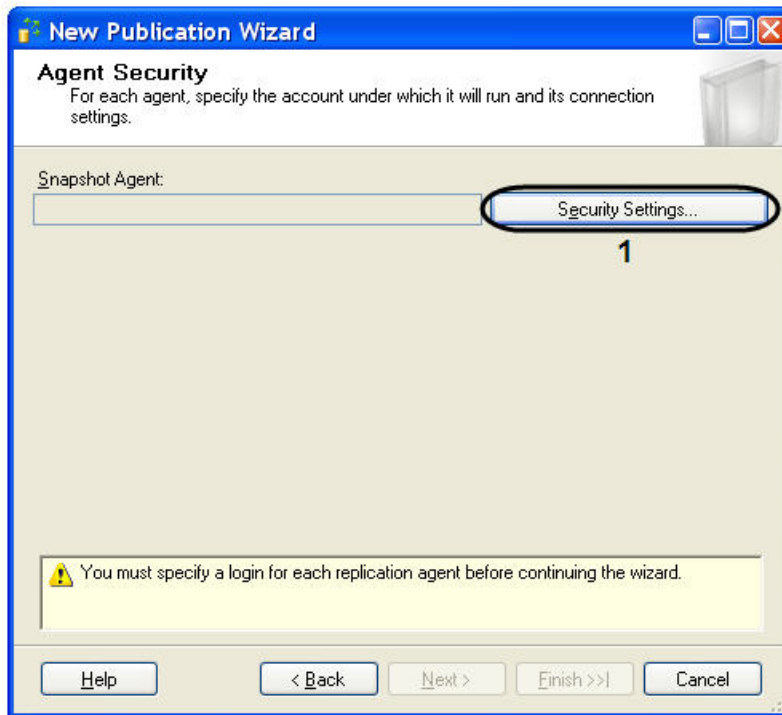 New Publication Wizard
Agent Security
For each agent, specify the account under which it will run and its connection
settings.
Snapshot Agent:
Security Settings...
1
You must specify a login for each replication agent before continuing the wizard.
Help
< Back
Next >
Finish >>|
Cancel